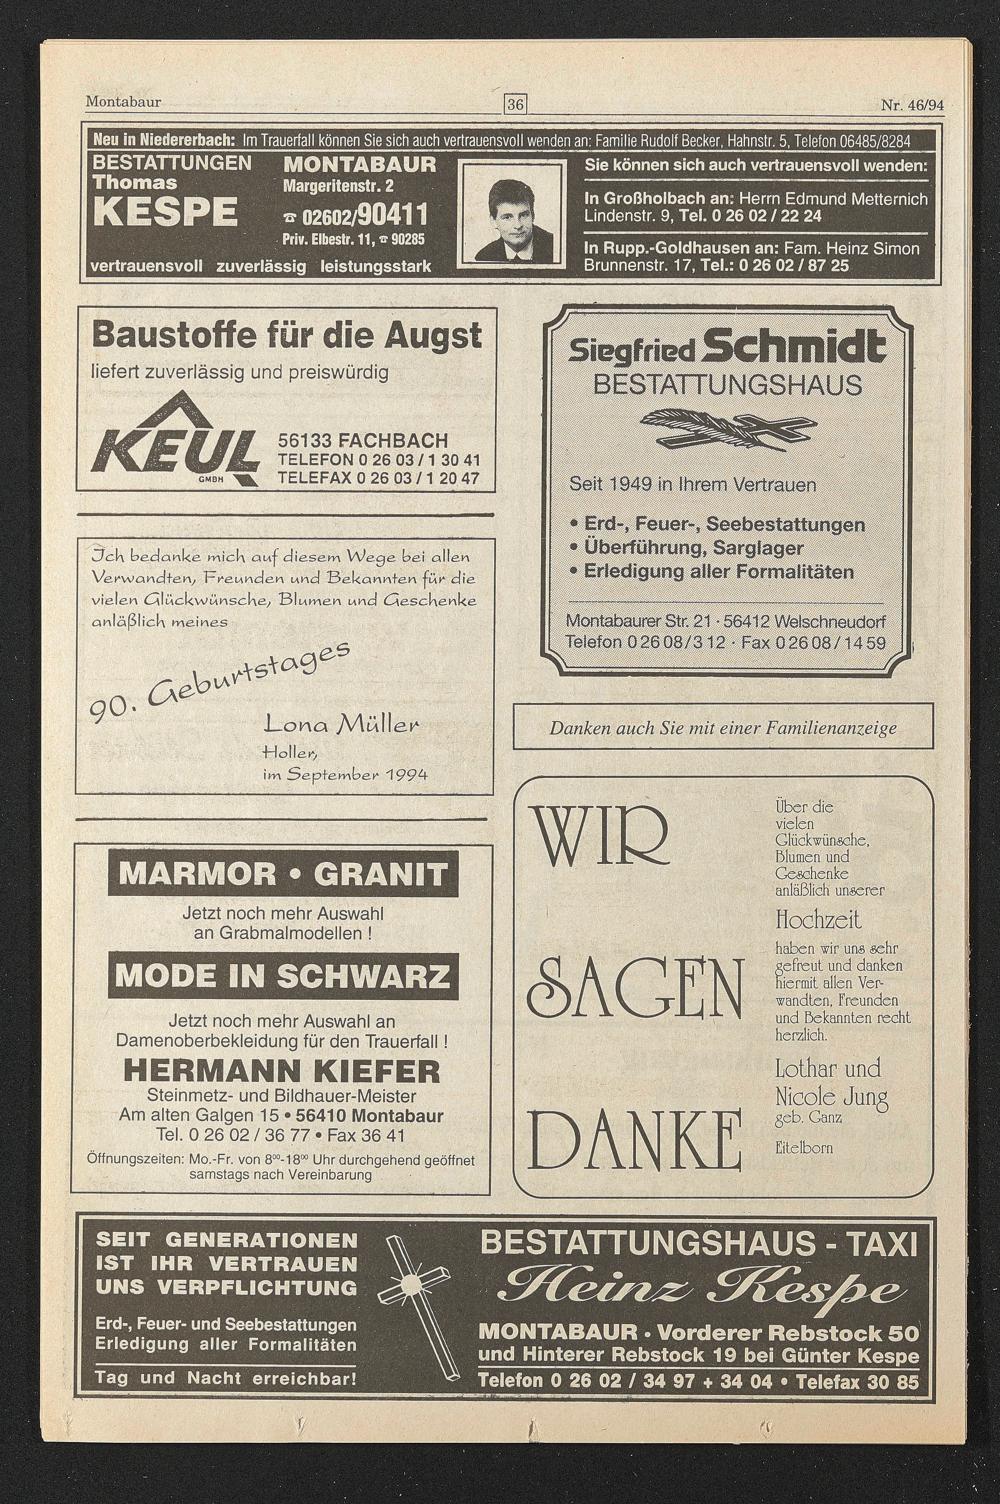 Montabaur
36
Nr. 46/94
Neu in Niedererbach: Im Trauerfall können Sie sich auch vertrauensvoll wenden an: Familie Rudolf Becker, Hahnstr. 5, Telefon 06485/8284
BESTATTUNGEN
Thomas
KESPE
MONTABAUR
Margeritenstr. 2
☎ 02602/90411
Priv. Elbestr. 11, ☎ 90285
vertrauensvoll zuverlässig leistungsstark
Sie können sich auch vertrauensvoll wenden:
In Großholbach an: Herrn Edmund Metternich
Lindenstr. 9, Tel. 0 26 02 / 22 24
In Rupp.-Goldhausen an: Fam. Heinz Simon
Brunnenstr. 17, Tel.: 0 26 02 / 87 25
Baustoffe für die Augst
liefert zuverlässig und preiswürdig
KEUL
GMBH
56133 FACHBACH
TELEFON 0 26 03 / 1 30 41
TELEFAX 0 26 03 / 1 20 47
Ich bedanke mich auf diesem Wege bei allen
Verwandten, Freunden und Bekannten für die
vielen Glückwünsche, Blumen und Geschenke
anläßlich meines
90. Geburtstages
Lona Müller
Holler,
im September 1994
MARMOR • GRANIT
Jetzt noch mehr Auswahl
an Grabmalmodellen !
MODE IN SCHWARZ
Jetzt noch mehr Auswahl an
Damenoberbekleidung für den Trauerfall !
HERMANN KIEFER
Steinmetz- und Bildhauer-Meister
Am alten Galgen 15 • 56410 Montabaur
Tel. 0 26 02 / 36 77 • Fax 36 41
Öffnungszeiten: Mo.-Fr. von 8⁰⁰-18⁰⁰ Uhr durchgehend geöffnet
samstags nach Vereinbarung
Siegfried Schmidt
BESTATTUNGSHAUS
Seit 1949 in Ihrem Vertrauen
• Erd-, Feuer-, Seebestattungen
• Überführung, Sarglager
• Erledigung aller Formalitäten
Montabaurer Str. 21 · 56412 Welschneudorf
Telefon 0 26 08 / 3 12 · Fax 0 26 08 / 14 59
Danken auch Sie mit einer Familienanzeige
WIR
SAGEN
DANKE
Über die
vielen
Glückwünsche,
Blumen und
Geschenke
anläßlich unserer
Hochzeit
haben wir uns sehr
gefreut und danken
hiermit allen Ver-
wandten, Freunden
und Bekannten recht
herzlich.
Lothar und
Nicole Jung
geb. Ganz
Eitelborn
SEIT GENERATIONEN
IST IHR VERTRAUEN
UNS VERPFLICHTUNG
Erd-, Feuer- und Seebestattungen
Erledigung aller Formalitäten
Tag und Nacht erreichbar!
BESTATTUNGSHAUS - TAXI
Heinz Kespe
MONTABAUR · Vorderer Rebstock 50
und Hinterer Rebstock 19 bei Günter Kespe
Telefon 0 26 02 / 34 97 + 34 04 • Telefax 30 85